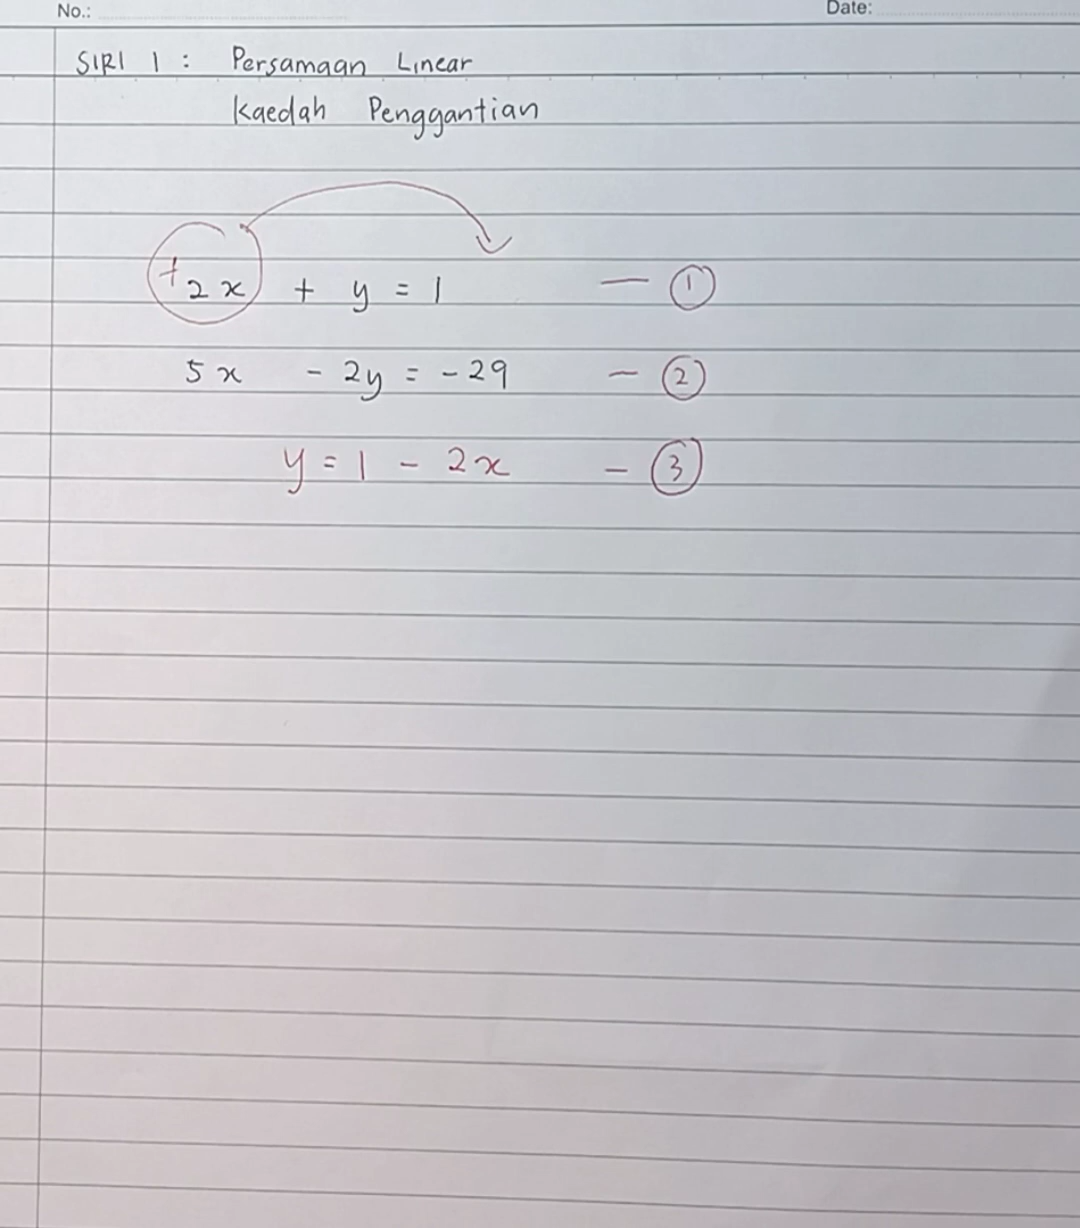 No.: Date:
SIRI 1 : Persamaan Linear
Kaedah Penggantian
+2x + y = 1 — ①
5x - 2y = -29 — ②
y = 1 - 2x — ③